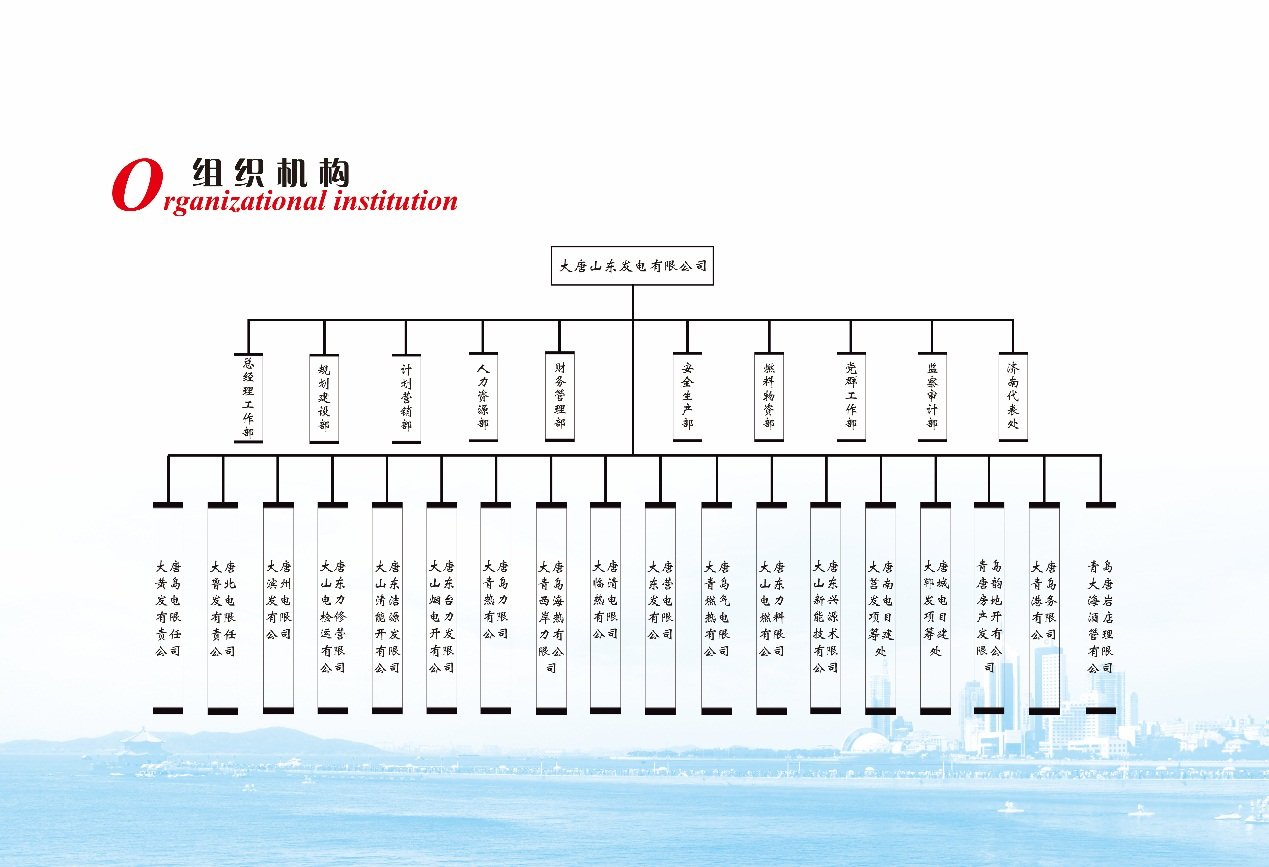 组织机构
Organizational institution
大唐山东发电有限公司
总经理工作部
规划建设部
计划营销部
人力资源部
财务管理部
安全生产部
燃料物资部
党群工作部
监察审计部
济南代表处
大唐黄岛发电有限责任公司
大唐鲁北发电有限责任公司
大唐滨州发电有限公司
大唐山东电力检修运营有限公司
大唐山东清洁能源开发有限公司
大唐山东烟台电力开发有限公司
大唐青岛热力有限公司
大唐青岛西海岸热力有限公司
大唐临清热电有限公司
大唐东营发电有限公司
大唐青岛燃气热电有限公司
大唐山东电力燃料有限公司
大唐山东新兴能源技术有限公司
大唐莒南发电项目筹建处
大唐郓城发电项目筹建处
青岛唐韵房地产开发有限公司
大唐青岛港务有限公司
青岛大唐海岩酒店管理有限公司